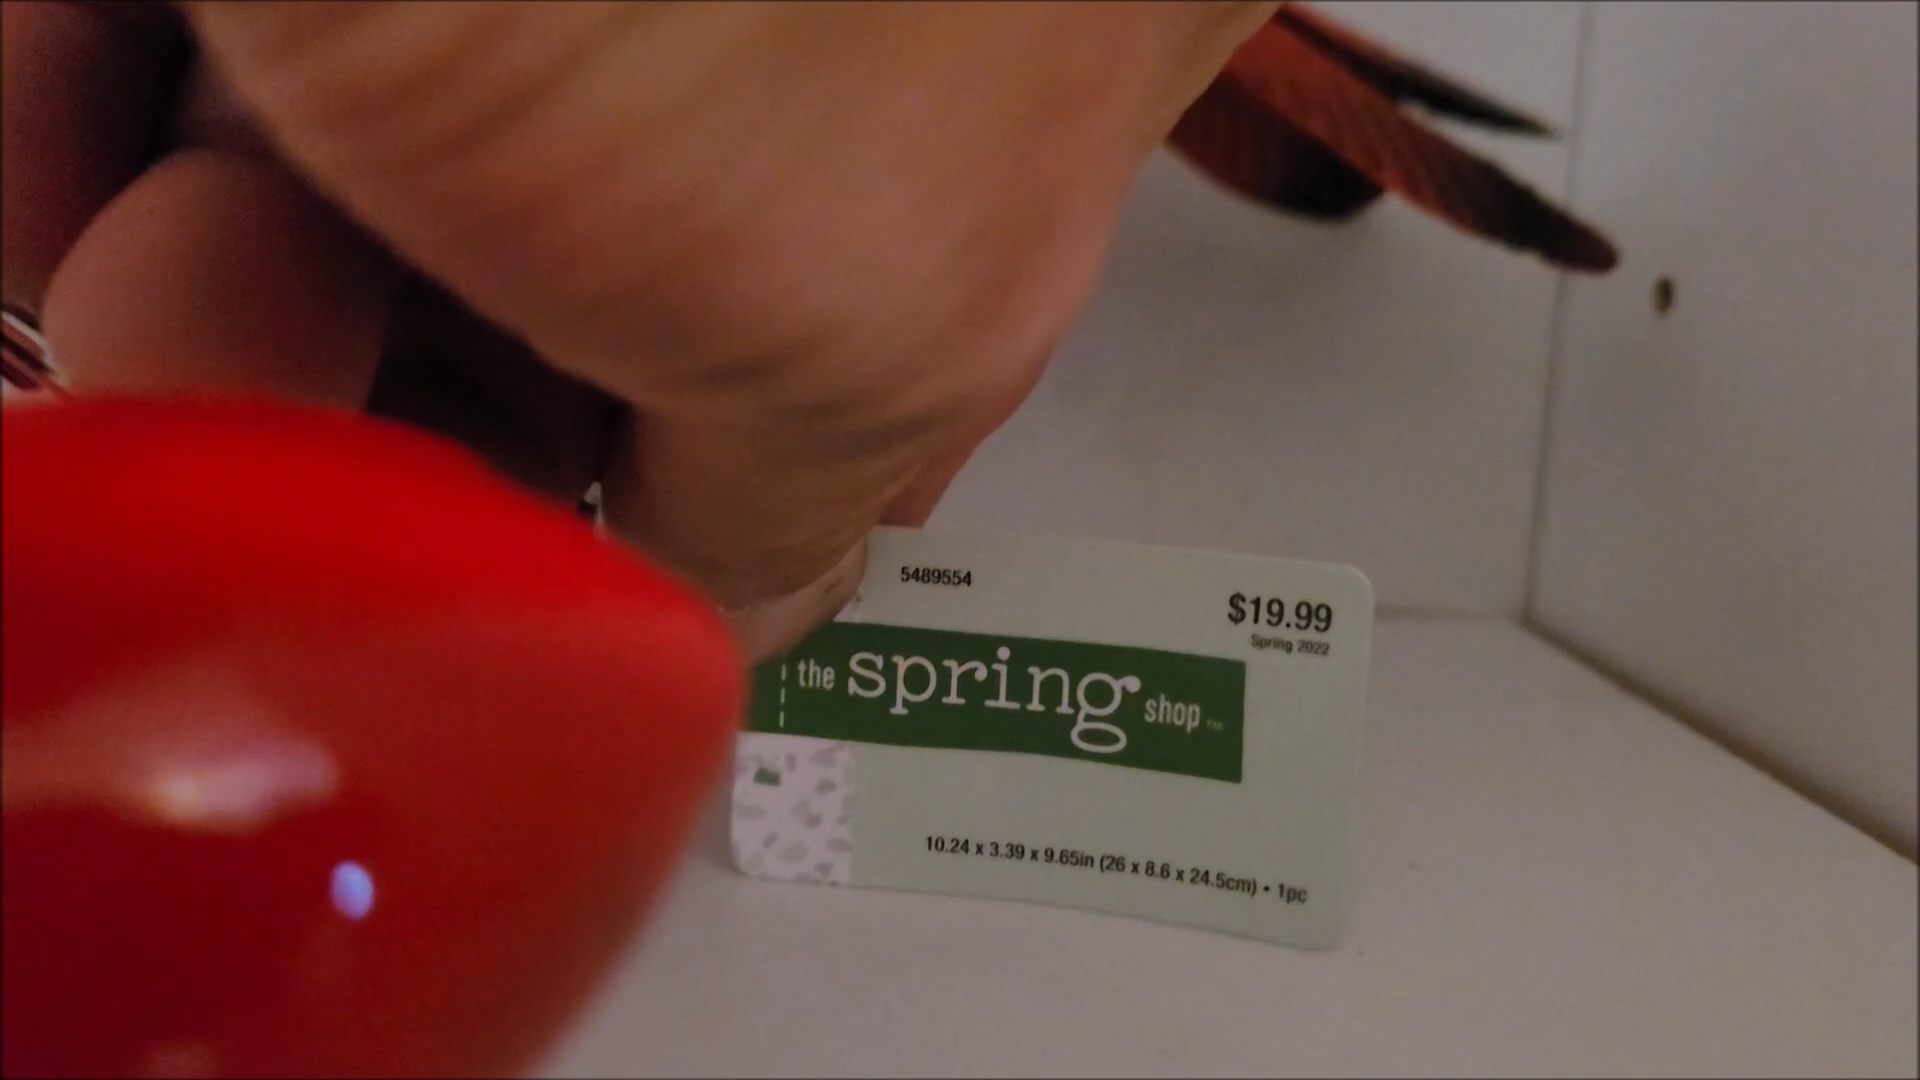 5489554
$19.99
Spring 2022
the spring shop™
10.24 x 3.39 x 9.65in (26 x 8.6 x 24.5cm) • 1pc